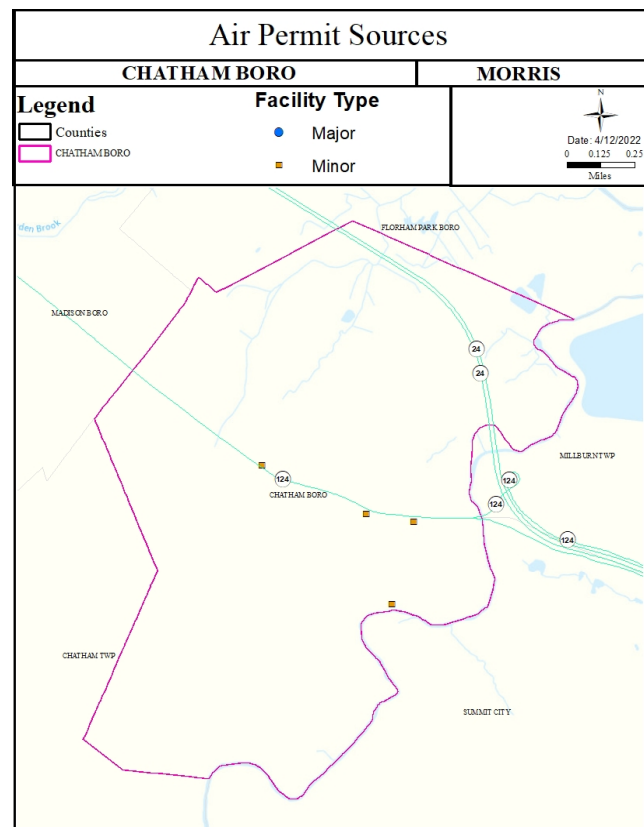 Air Permit Sources
CHATHAM BORO
MORRIS
Legend
Counties
CHATHAM BORO
Facility Type
Major
Minor
N
Date: 4/12/2022
0 0.125 0.25
Miles
den Brook
FLORHAM PARK BORO
MADISON BORO
24
24
MILLBURN TWP
124
124
CHATHAM BORO
124
124
CHATHAM TWP
SUMMIT CITY